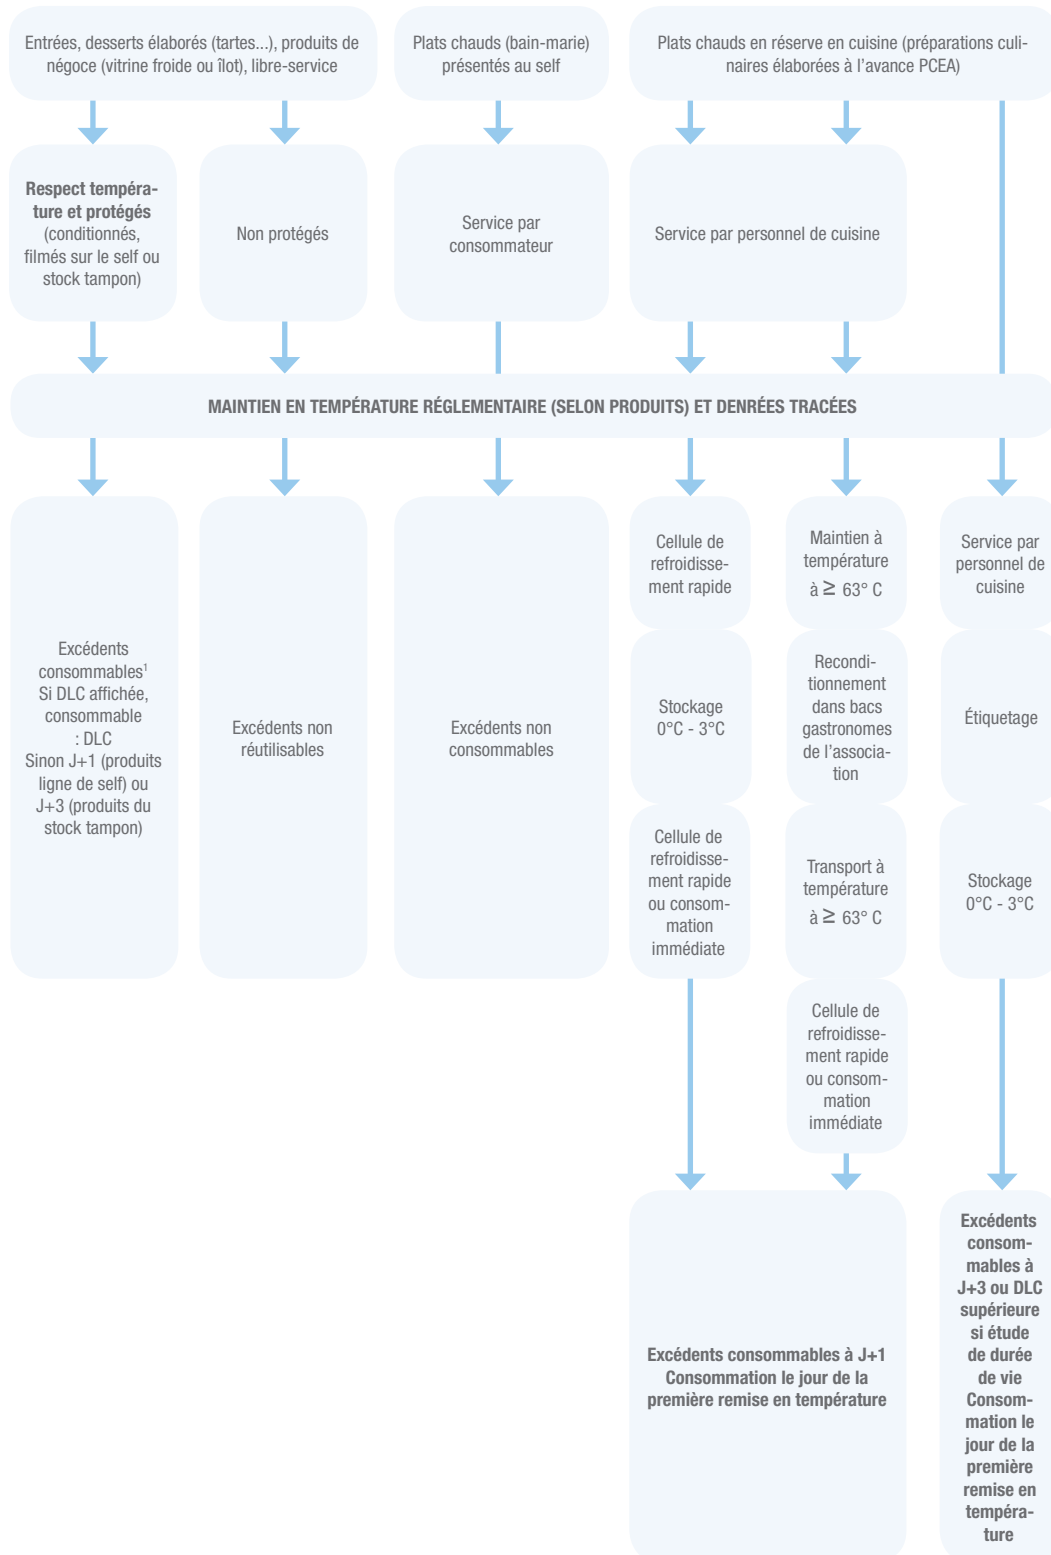 Entrées, desserts élaborés (tartes...), produits de
négoce (vitrine froide ou îlot), libre-service
Plats chauds (bain-marie)
présentés au self
Plats chauds en réserve en cuisine (préparations culi-
naires élaborées à l'avance PCEA)
Respect tempéra-
ture et protégés
(conditionnés,
filmés sur le self ou
stock tampon)
Non protégés
Service par
consommateur
Service par personnel de cuisine
MAINTIEN EN TEMPÉRATURE RÉGLEMENTAIRE (SELON PRODUITS) ET DENRÉES TRACÉES
Excédents
consommables¹
Si DLC affichée,
consommable
: DLC
Sinon J+1 (produits
ligne de self) ou
J+3 (produits du
stock tampon)
Excédents non
réutilisables
Excédents non
consommables
Cellule de
refroidisse-
ment rapide
Stockage
0°C - 3°C
Cellule de
refroidisse-
ment rapide
ou consom-
mation
immédiate
Maintien à
température
à ≥ 63° C
Recondi-
tionnement
dans bacs
gastronomes
de l'associa-
tion
Transport à
température
à ≥ 63° C
Cellule de
refroidisse-
ment rapide
ou consom-
mation
immédiate
Service par
personnel de
cuisine
Étiquetage
Stockage
0°C - 3°C
Excédents consommables à J+1
Consommation le jour de la
première remise en température
Excédents
consom-
mables à
J+3 ou DLC
supérieure
si étude
de durée
de vie
Consom-
mation le
jour de la
première
remise en
tempéra-
ture